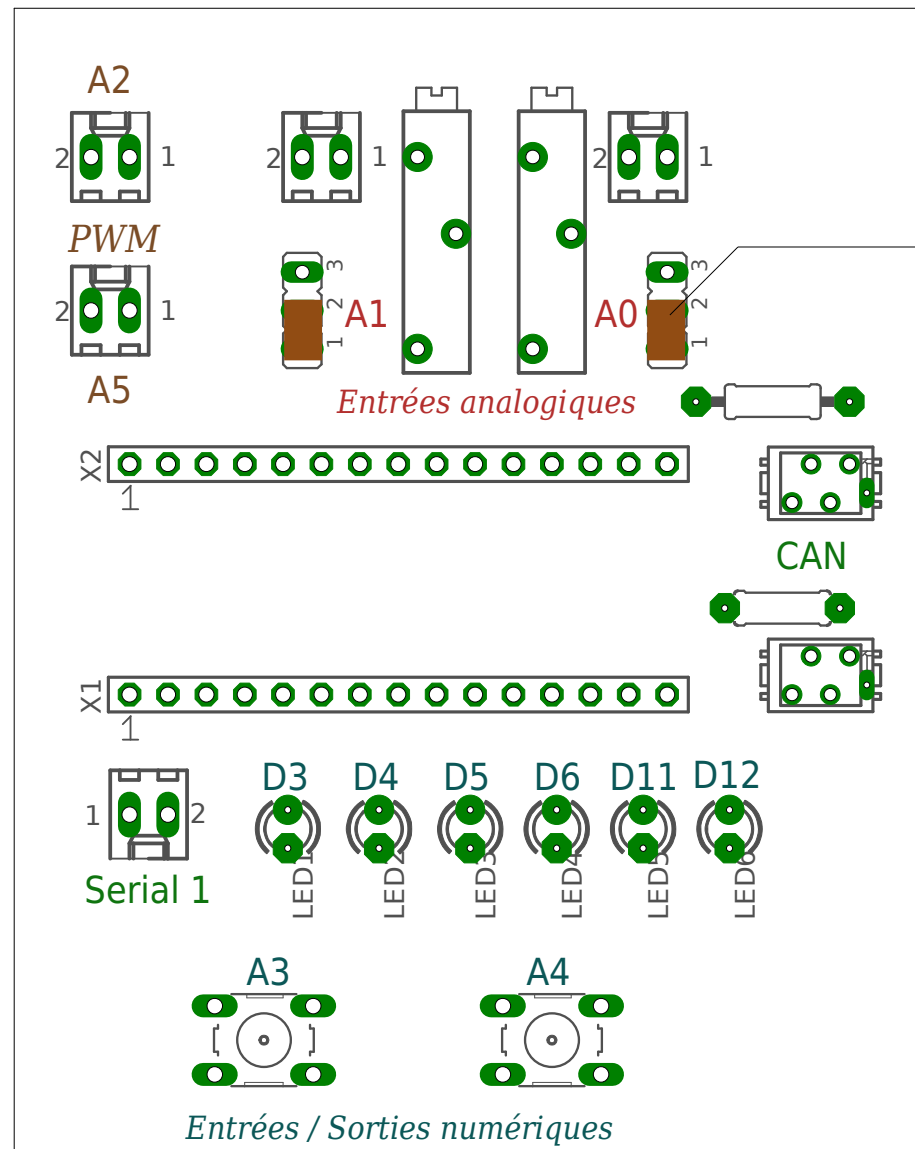 A2
2 1
2 1
2 1
PWM
3
3
2 1
A1
2
A0
2
1
1
A5
Entrées analogiques
X2
1
CAN
X1
1
D3 D4 D5 D6 D11 D12
1 2
LED1 LED2 LED3 LED4 LED5 LED6
Serial 1
A3 A4
Entrées / Sorties numériques